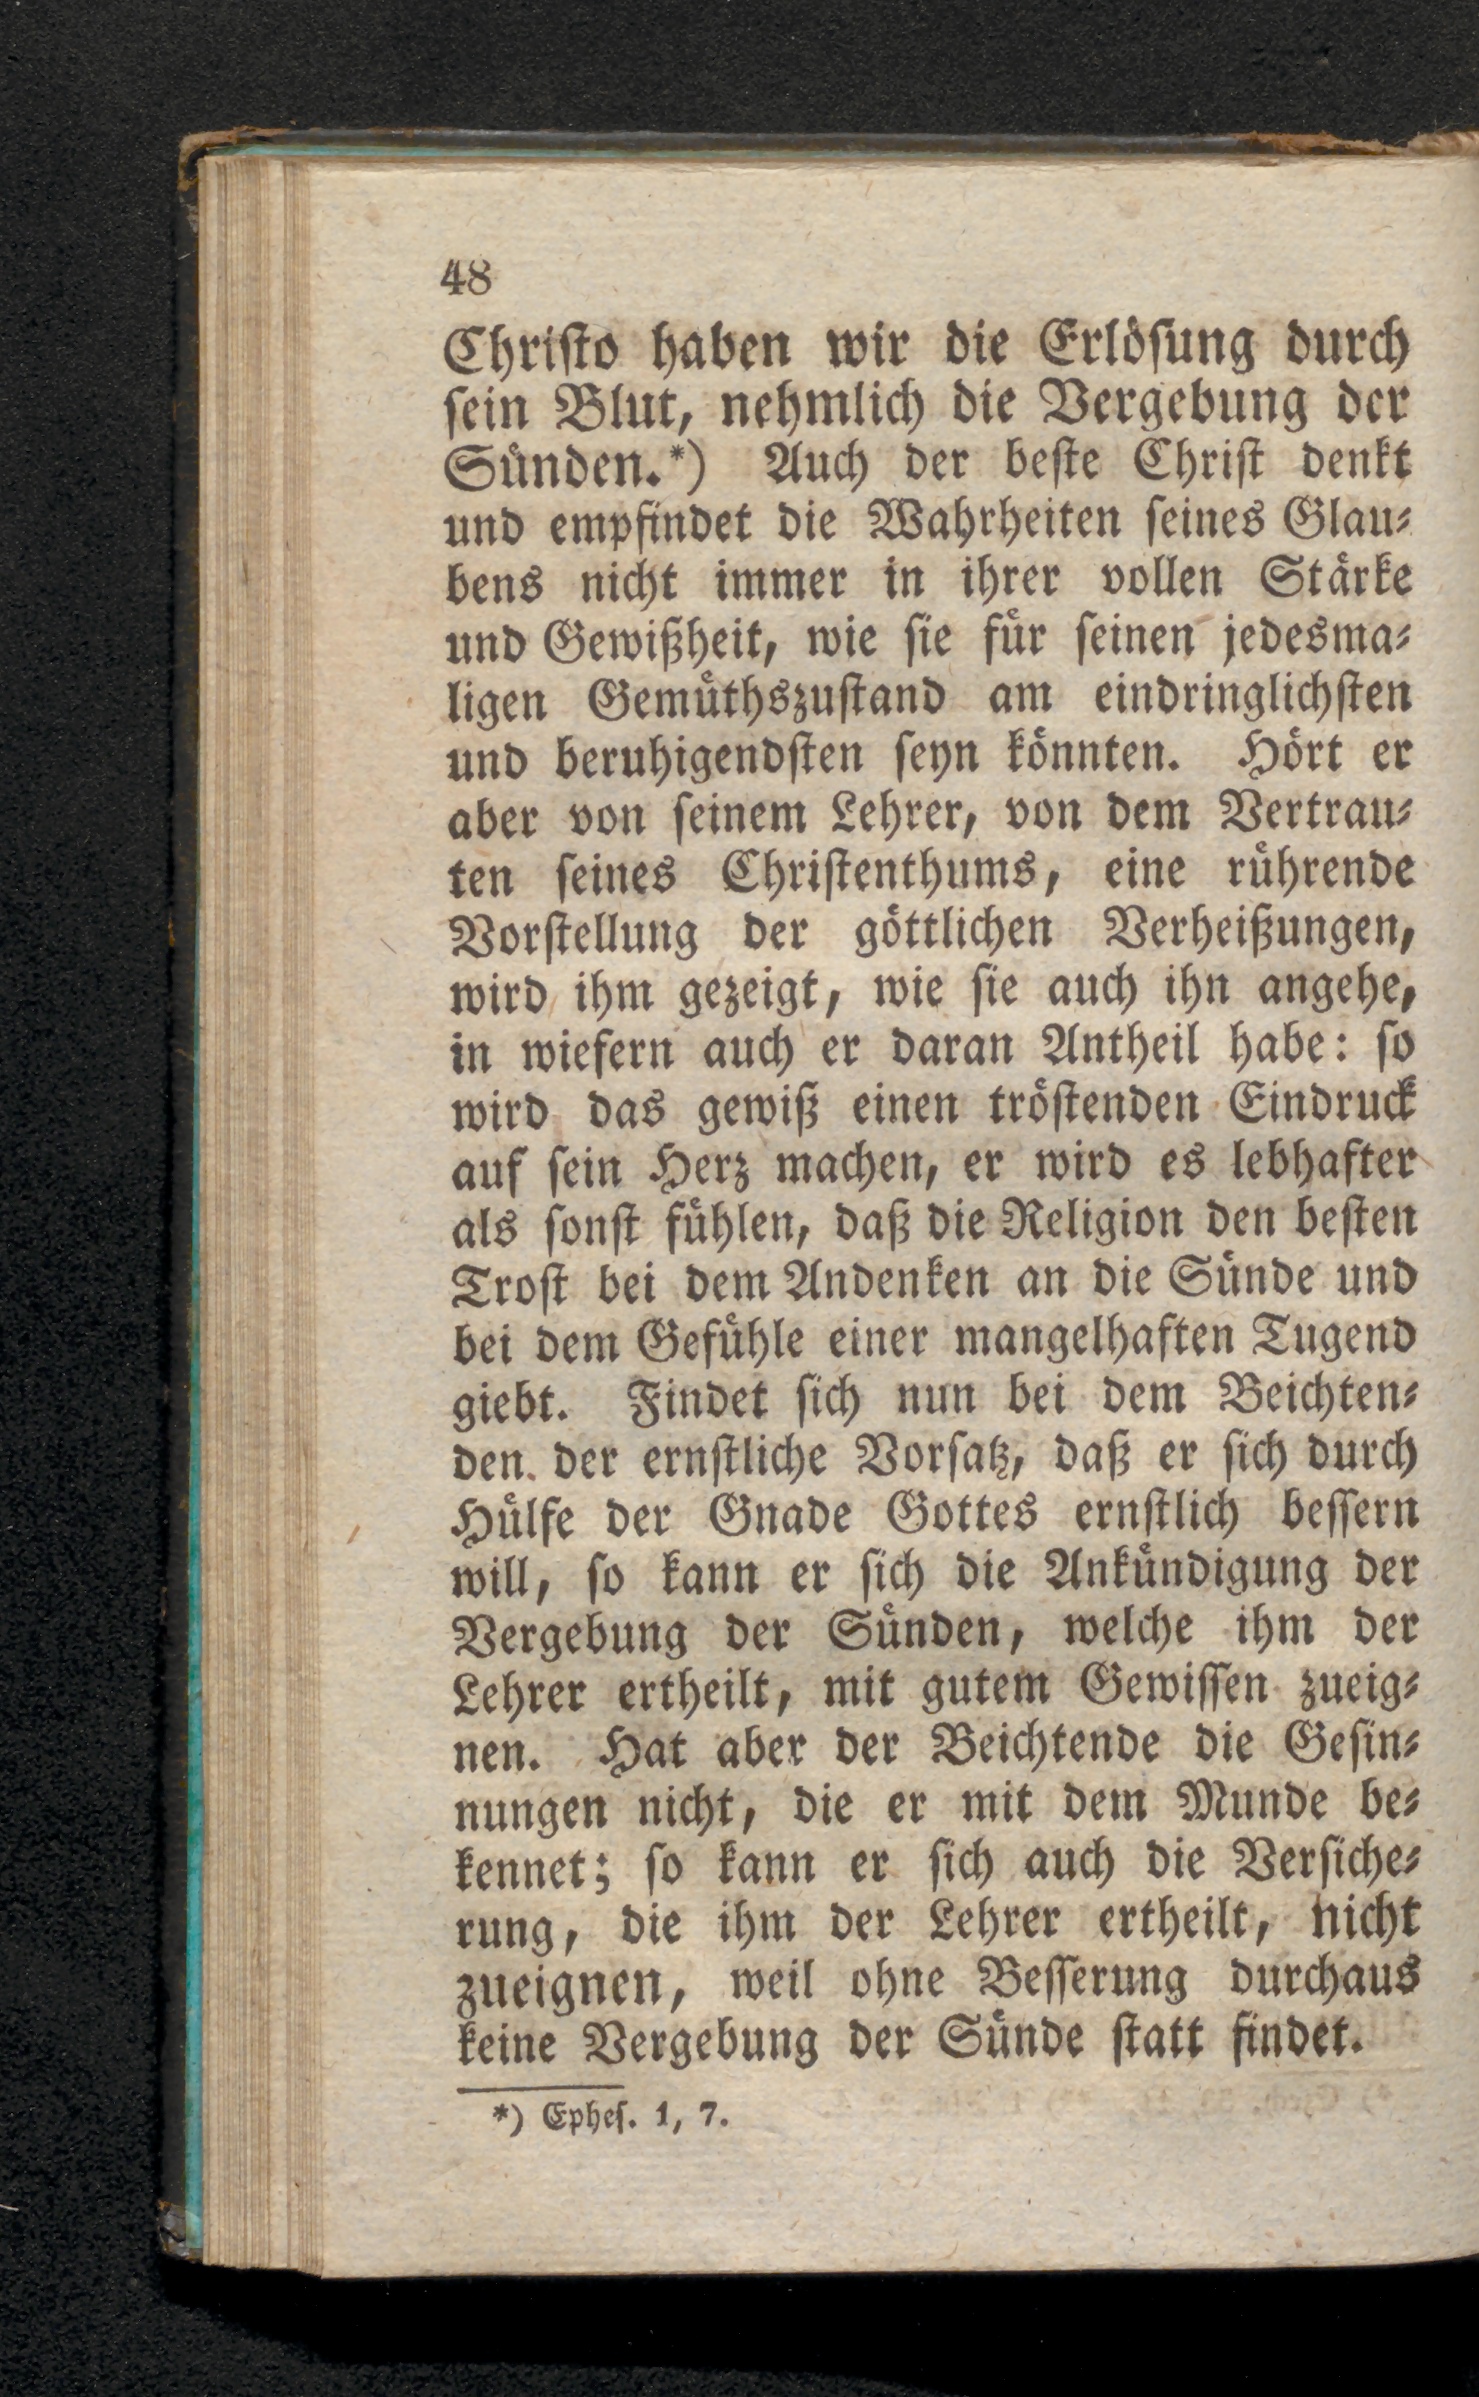 48
Chriſto haben wir die Erlöſung durch
ſein Blut, nehmlich die Vergebung der
Sünden.*) Auch der beſte Chriſt denkt
und empfindet die Wahrheiten ſeines Glau⸗
bens nicht immer in ihrer vollen Stärke
und Gewißheit, wie ſie für ſeinen jedesma⸗
ligen Gemüthszuſtand am eindringlichſten
und beruhigendſten ſeyn könnten. Hört er
aber von ſeinem Lehrer, von dem Vertrau⸗
ten ſeines Chriſtenthums, eine rührende
Vorſtellung der göttlichen Verheißungen,
wird ihm gezeigt, wie ſie auch ihn angehe,
in wiefern auch er daran Antheil habe: ſo
wird das gewiß einen tröſtenden Eindruck
auf ſein Herz machen, er wird es lebhafter
als ſonſt fühlen, daß die Religion den beſten
Troſt bei dem Andenken an die Sünde und
bei dem Gefühle einer mangelhaften Tugend
giebt. Findet ſich nun bei dem Beichten⸗
den der ernſtliche Vorſatz, daß er ſich durch
Hülfe der Gnade Gottes ernſtlich beſſern
will, ſo kann er ſich die Ankündigung der
Vergebung der Sünden, welche ihm der
Lehrer ertheilt, mit gutem Gewiſſen zueig⸗
nen. Hat aber der Beichtende die Geſin⸗
nungen nicht, die er mit dem Munde be⸗
kennet; ſo kann er ſich auch die Verſiche⸗
rung, die ihm der Lehrer ertheilt, nicht
zueignen, weil ohne Beſſerung durchaus
keine Vergebung der Sünde ſtatt findet.
*) Epheſ. 1, 7.